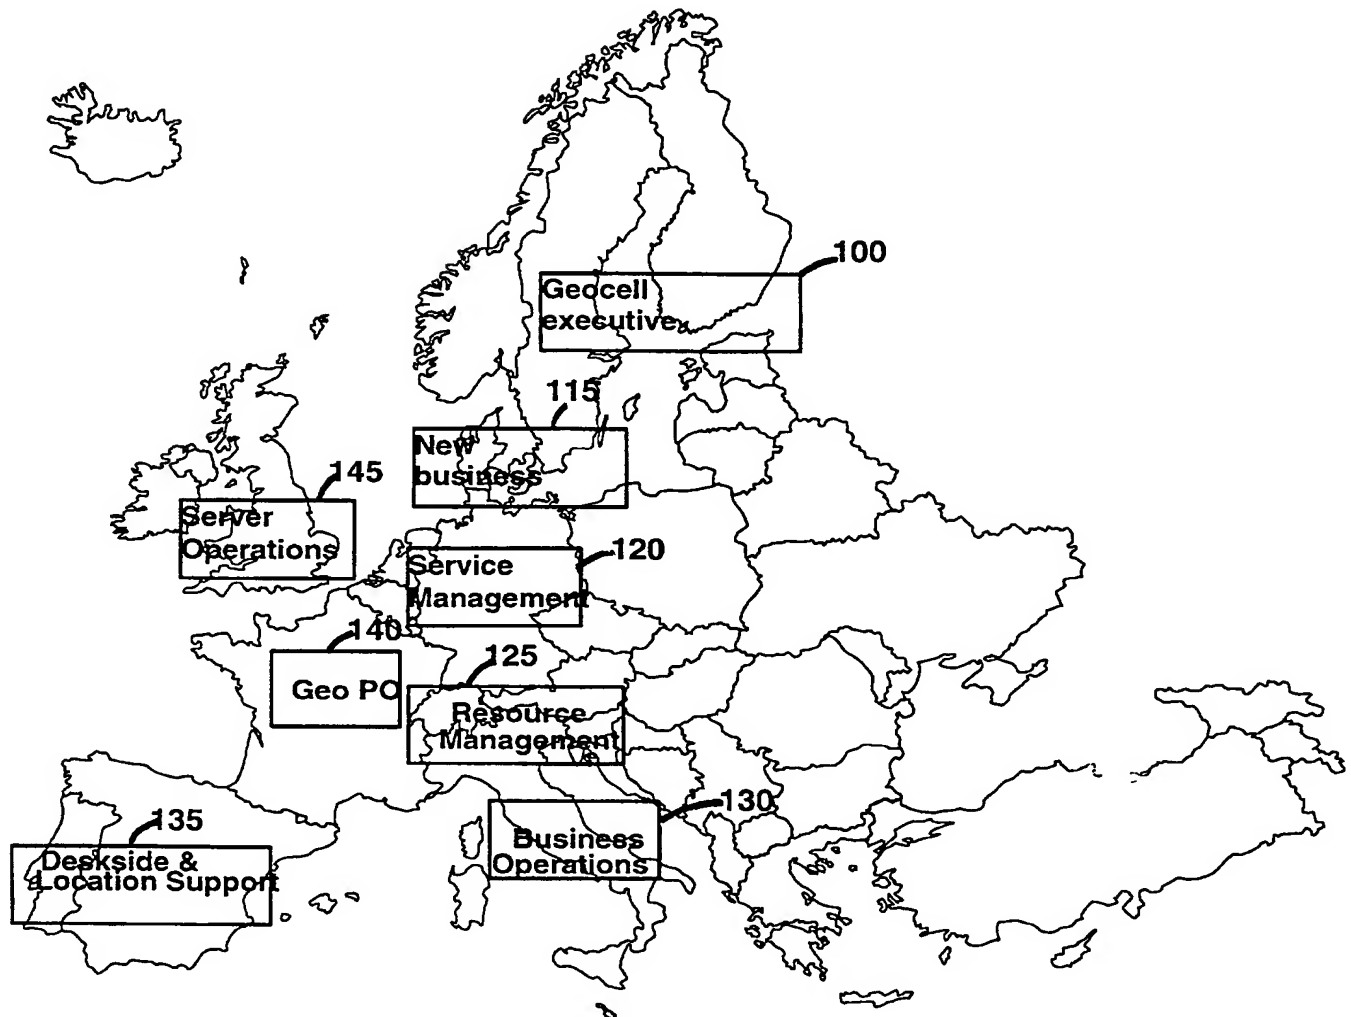 100
Geocell
executive
115
New
business
145
Server
Operations
120
Service
Management
140
Geo PO
125
Resource
Management
130
Business
Operations
135
Deskside &
Location Support